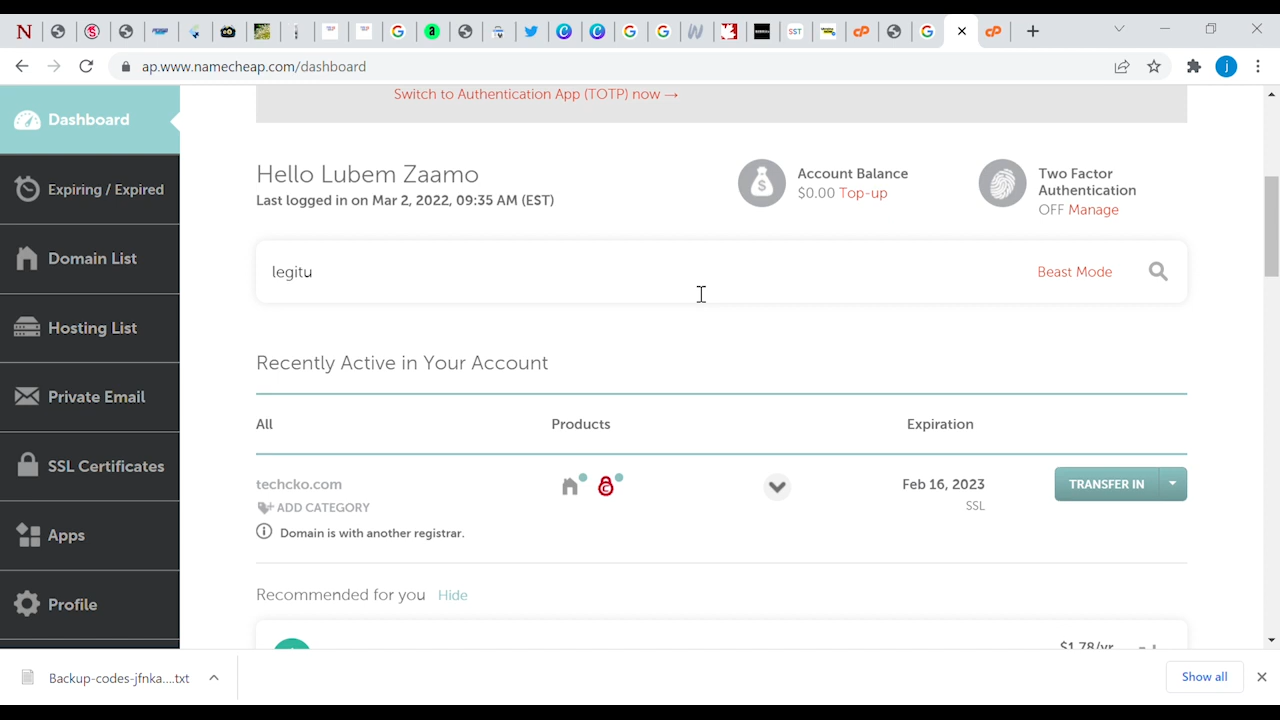 ap.www.namecheap.com/dashboard
Switch to Authentication App (TOTP) now →
Dashboard
Expiring / Expired
Domain List
Hosting List
Private Email
SSL Certificates
Apps
Profile
Hello Lubem Zaamo
Last logged in on Mar 2, 2022, 09:35 AM (EST)
Account Balance
$0.00 Top-up
Two Factor
Authentication
OFF Manage
legitu
Beast Mode
Recently Active in Your Account
All Products Expiration
techcko.com
ADD CATEGORY
Domain is with another registrar.
Feb 16, 2023
SSL
TRANSFER IN
Recommended for you Hide
$1.78/yr
Backup-codes-jfnka....txt
Show all